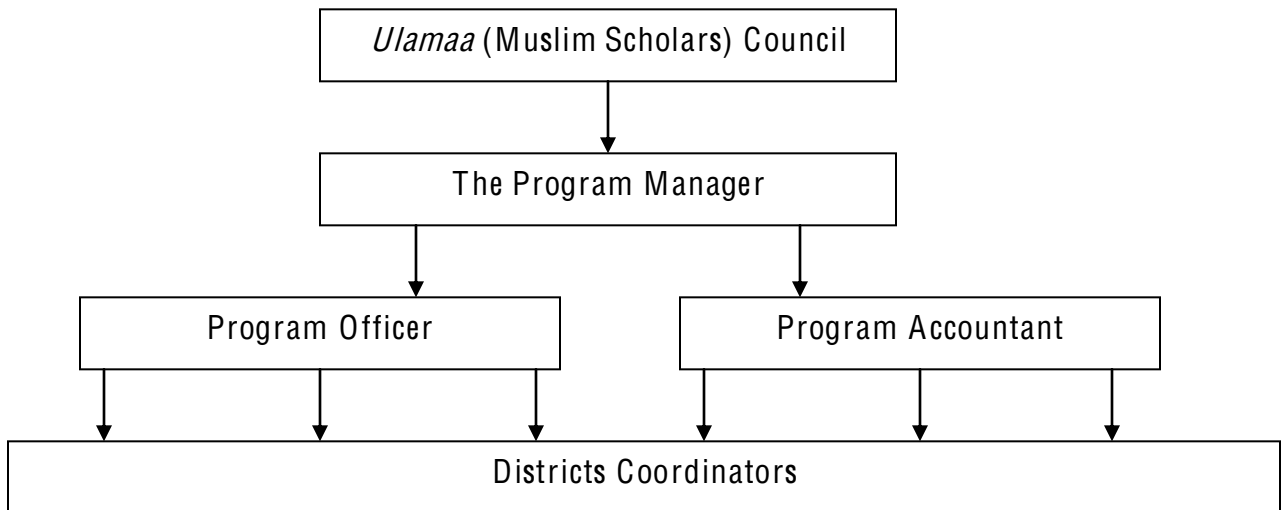 Ulamaa (Muslim Scholars) Council
The Program Manager
Program Officer
Program Accountant
Districts Coordinators